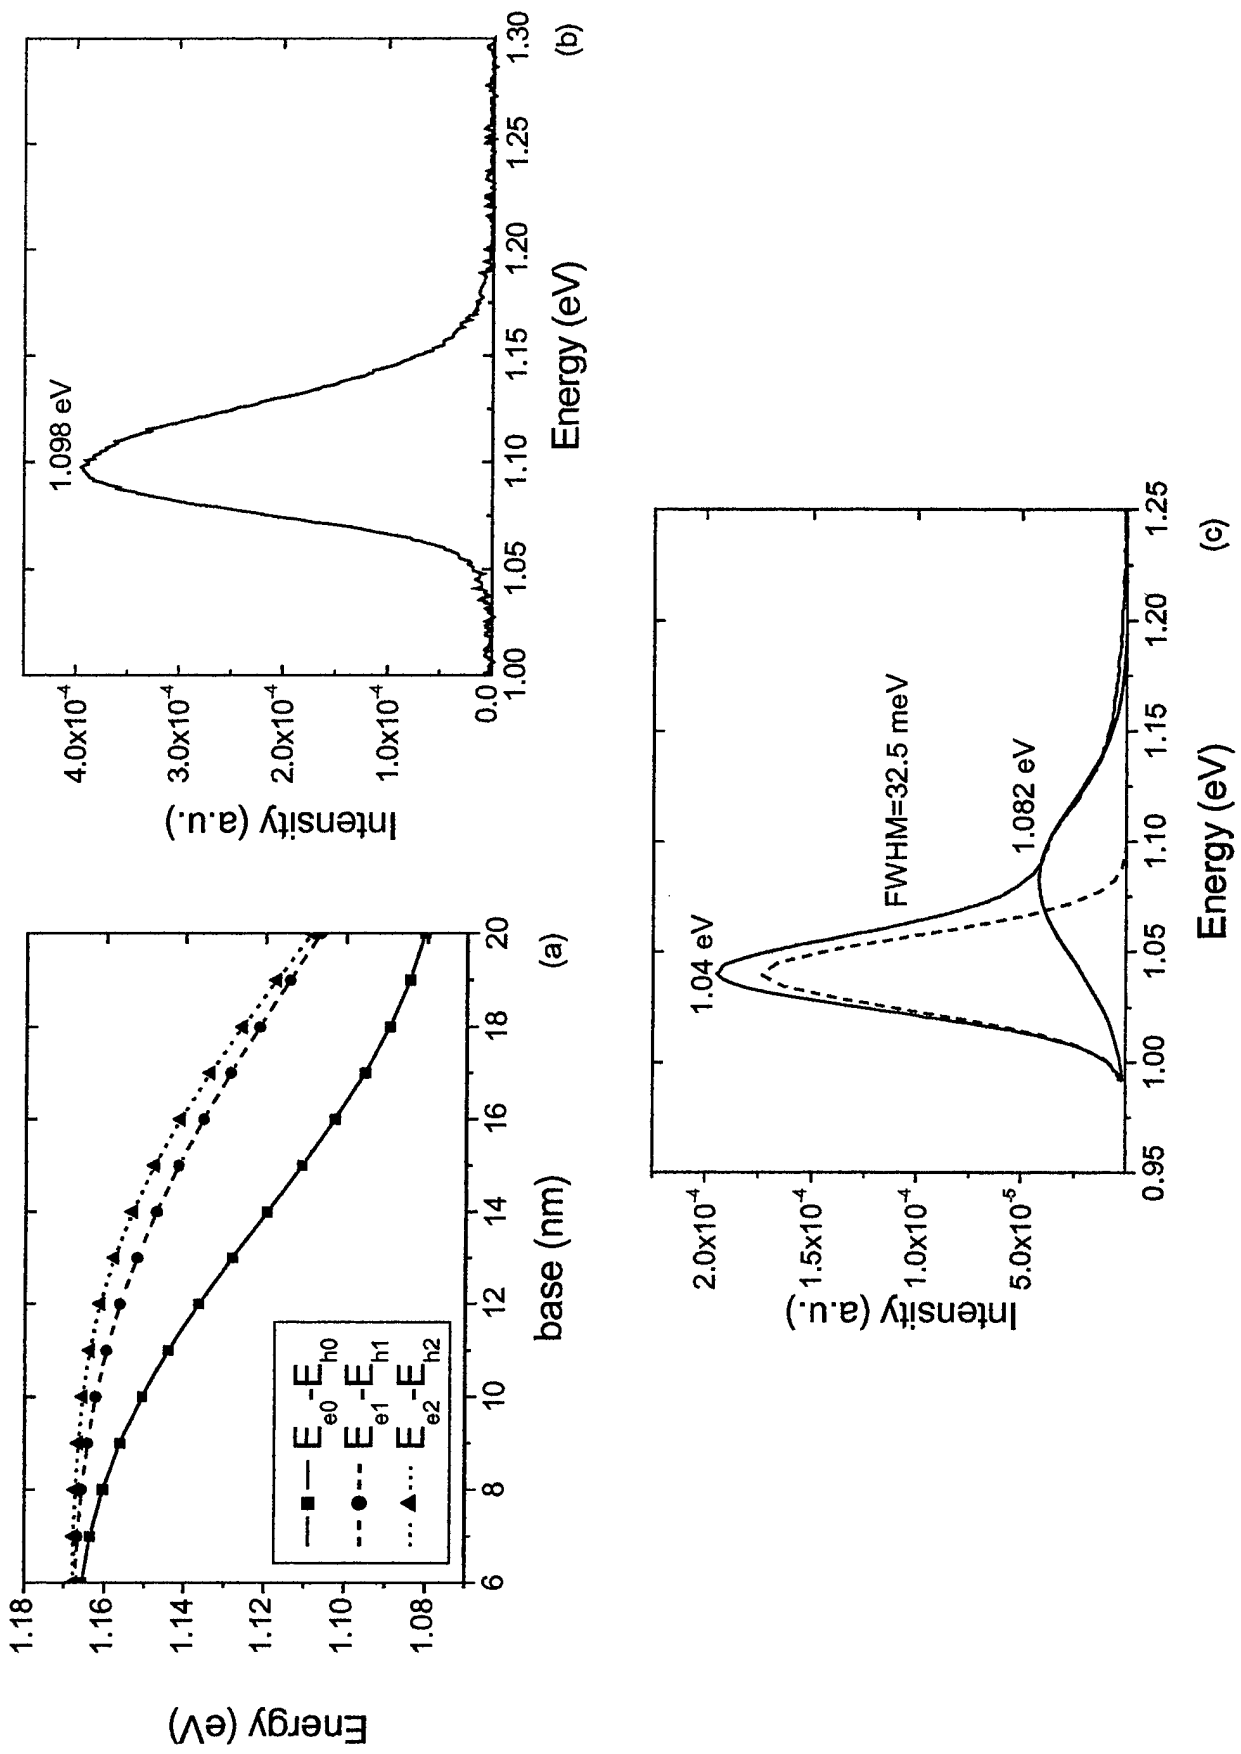 1.18
1.16
1.14
1.12
1.10
1.08
Energy (eV)
6
8
10
12
14
16
18
20
base (nm)
E_e0-E_h0
E_e1-E_h1
E_e2-E_h2
(a)
4.0x10^-4
3.0x10^-4
2.0x10^-4
1.0x10^-4
0.0
Intensity (a.u.)
1.098 eV
1.00
1.05
1.10
1.15
1.20
1.25
1.30
Energy (eV)
(b)
2.0x10^-4
1.5x10^-4
1.0x10^-4
5.0x10^-5
Intensity (a.u.)
1.04 eV
FWHM=32.5 meV
1.082 eV
0.95
1.00
1.05
1.10
1.15
1.20
1.25
Energy (eV)
(c)